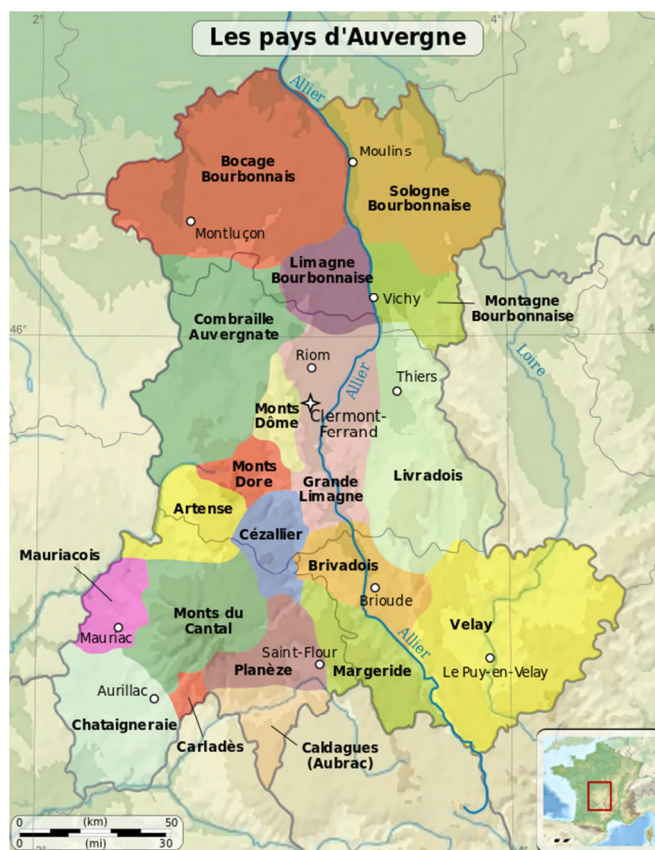 2°
4°
Les pays d'Auvergne
Allier
Moulins
Bocage
Bourbonnais
Sologne
Bourbonnaise
Montluçon
Limagne
Bourbonnaise
Vichy
Montagne
Bourbonnaise
Combraille
Auvergnate
46°
Riom
Loire
Allier
Thiers
Monts
Dôme
Clermont-
Ferrand
Monts
Dore
Grande
Limagne
Livradois
Artense
Cézallier
Mauriacois
Brivadois
Brioude
Monts du
Cantal
Mauriac
Velay
Allier
Saint-Flour
Planèze
Margeride
Le Puy-en-Velay
Aurillac
Chataigneraie
Carladès
Caldagues
(Aubrac)
0 (km) 50
0 (mi) 30